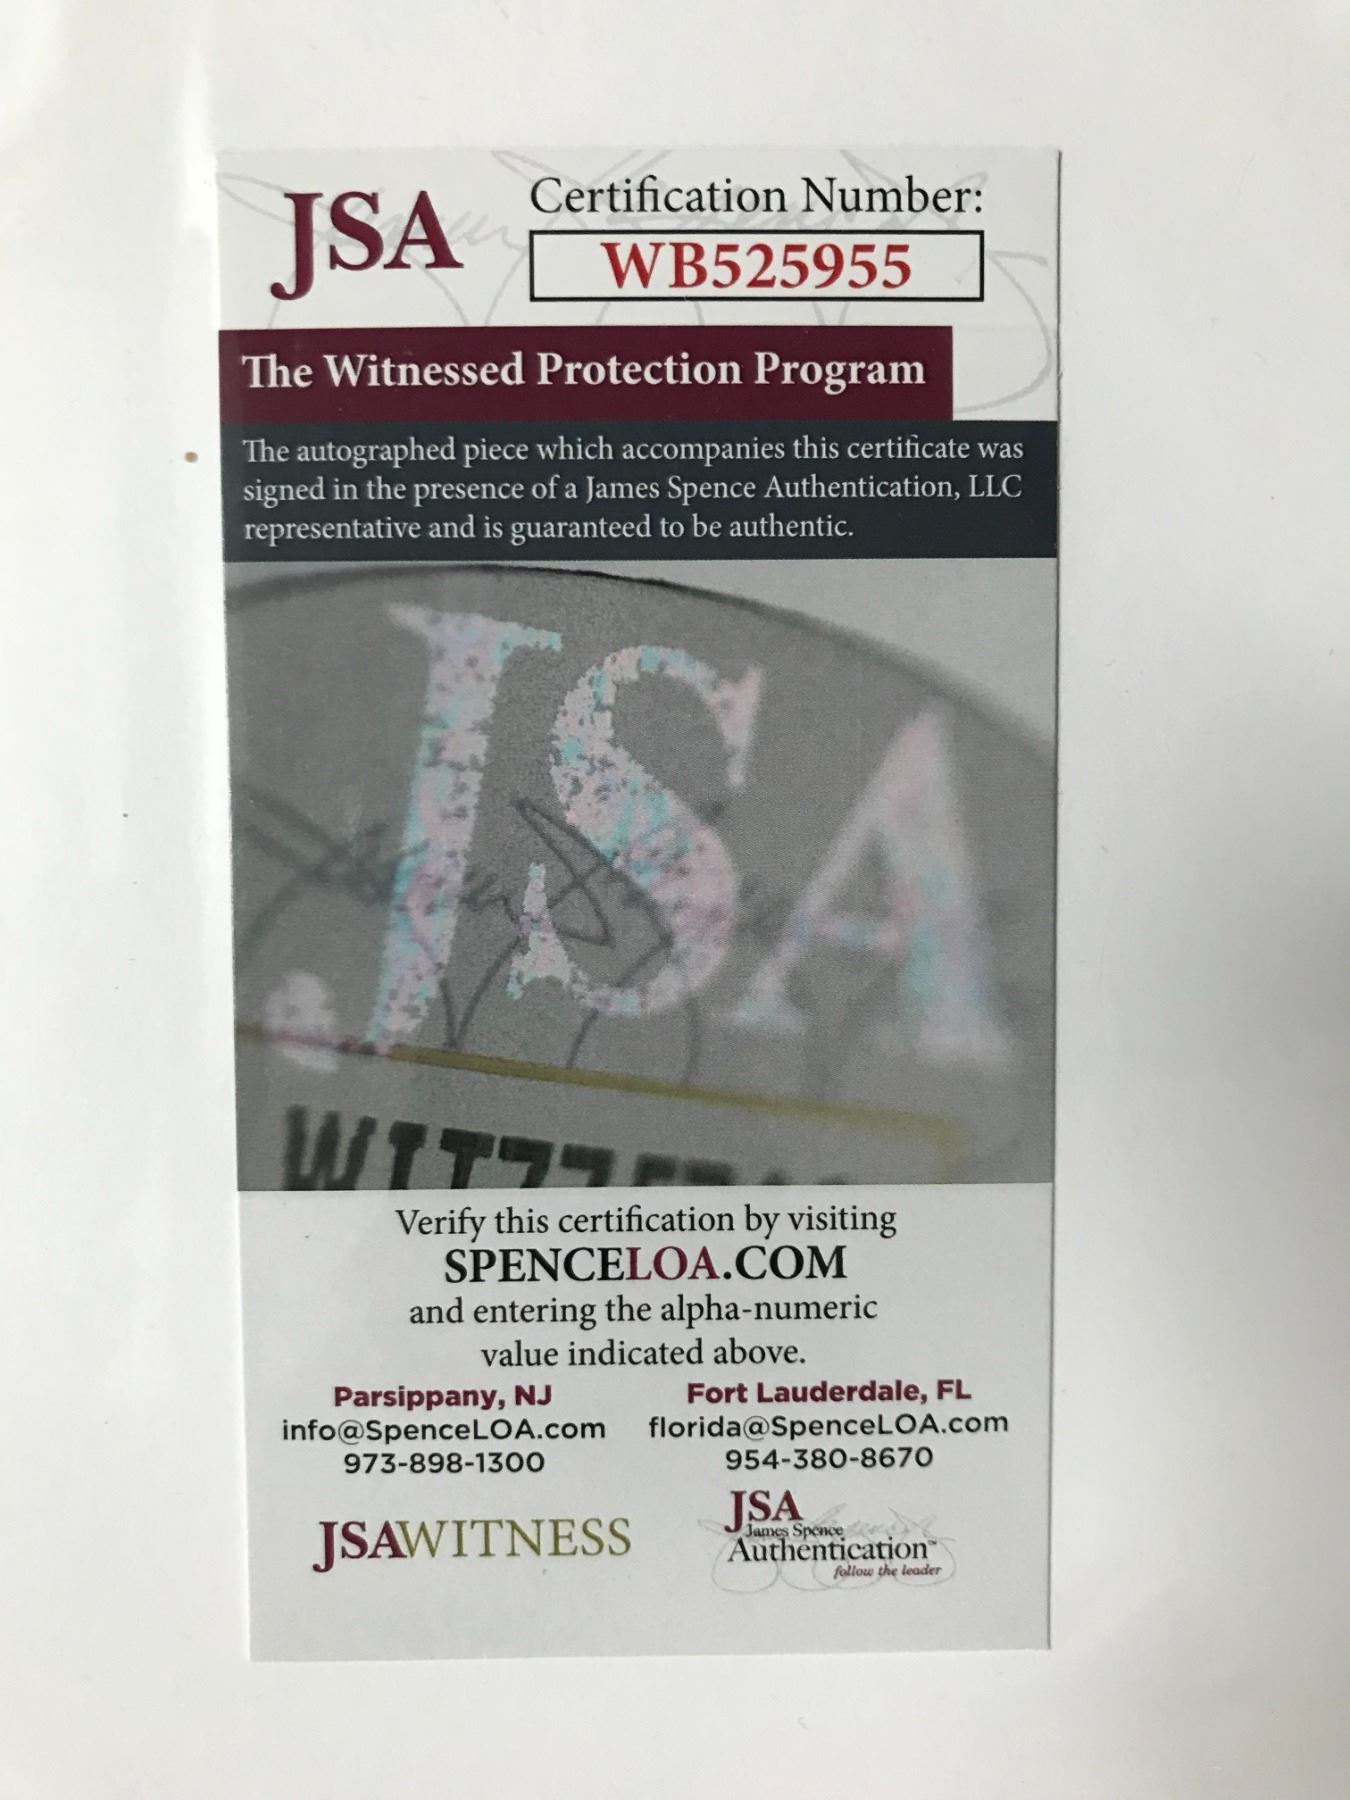 JSA
Certification Number:
WB525955
The Witnessed Protection Program
The autographed piece which accompanies this certificate was
signed in the presence of a James Spence Authentication, LLC
representative and is guaranteed to be authentic.
JSA
Verify this certification by visiting
SPENCELOA.COM
and entering the alpha-numeric
value indicated above.
Parsippany, NJ
info@SpenceLOA.com
973-898-1300
Fort Lauderdale, FL
florida@SpenceLOA.com
954-380-8670
JSAWITNESS
JSA
James Spence
Authentication™
follow the leader